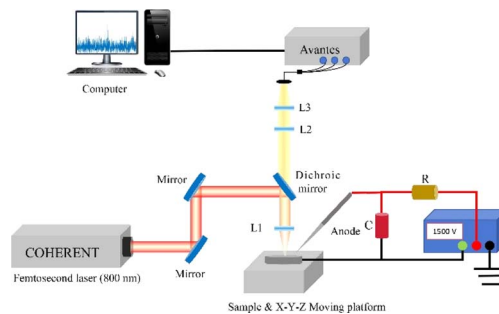 Avantes
Computer
L3
L2
Mirror
Dichroic
mirror
R
L1
Anode
C
1500 V
COHERENT
Mirror
Femtosecond laser (800 nm)
Sample & X-Y-Z Moving platform